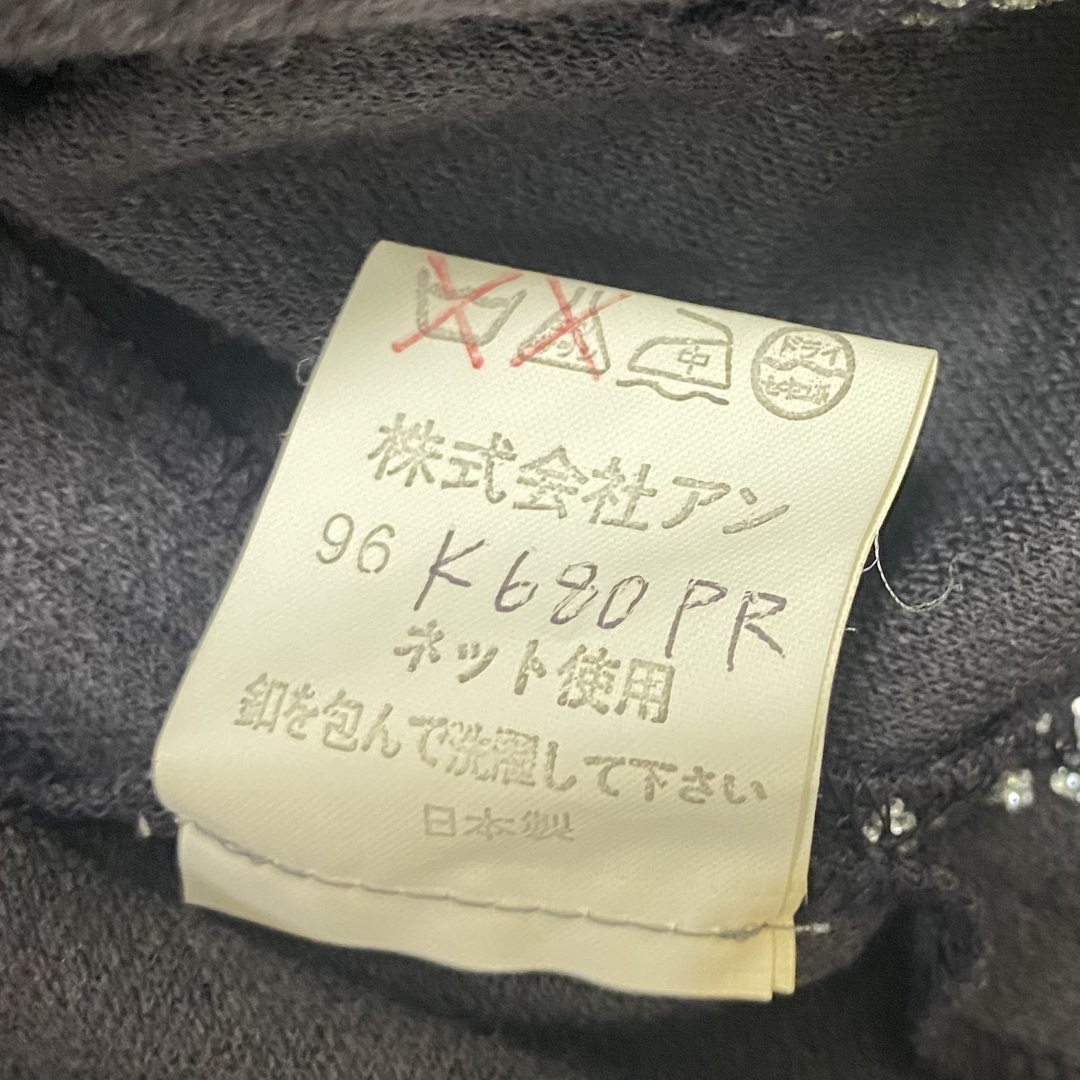 中
ドライ
株式会社アン
96 K680PR
ネット使用
釦を包んで洗濯して下さい
日本製